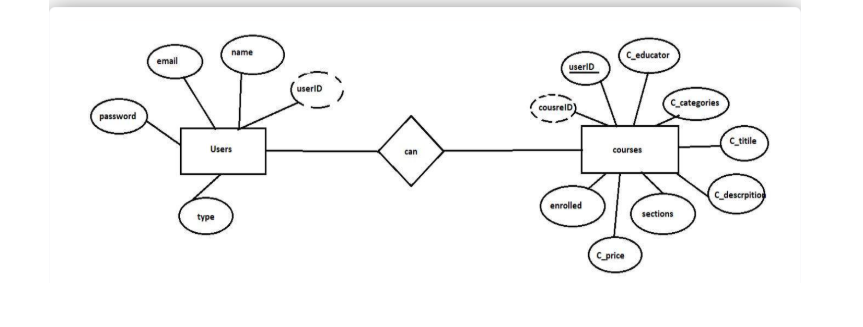 name
email
userID
password
Users
type
can
userID
C_educator
cousreID
C_categories
courses
C_titile
C_descrpition
enrolled
sections
C_price